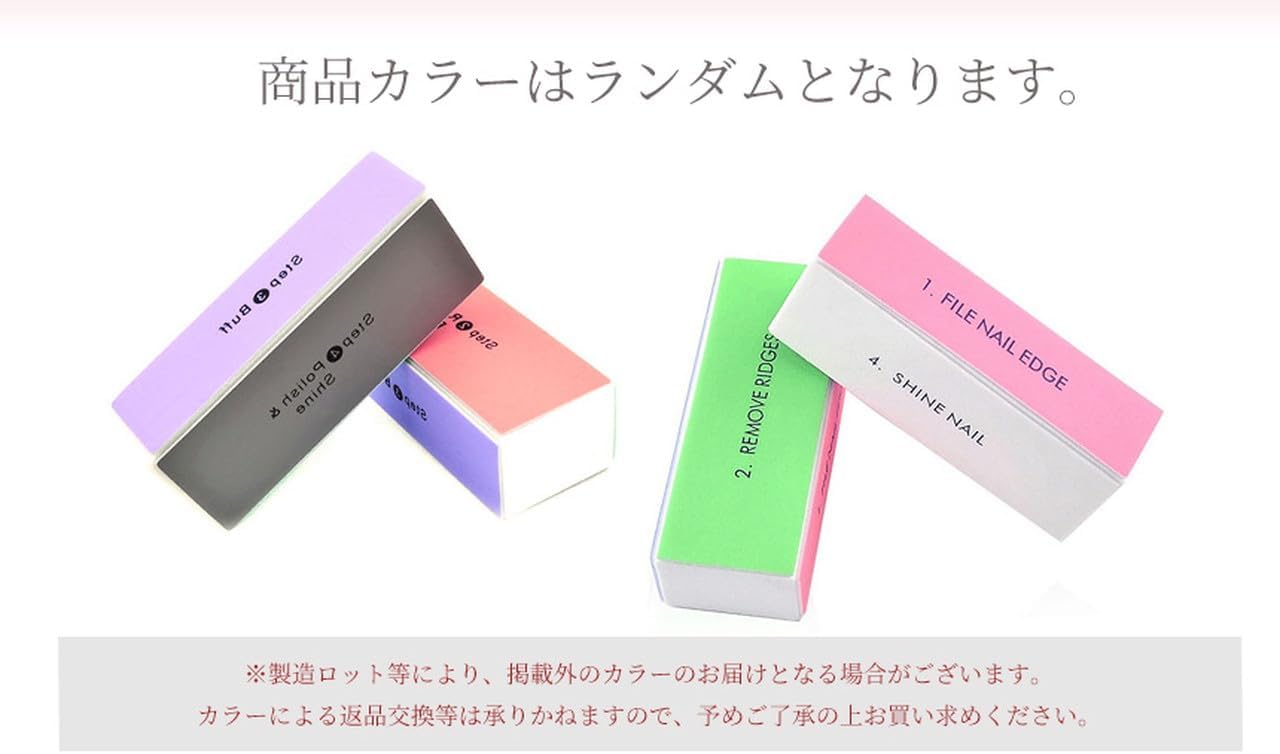 商品カラーはランダムとなります。
Step 3 Buff
Step 4 Polish &
Shine
Step 2 R
Step
1. FILE NAIL EDGE
4. SHINE NAIL
2. REMOVE RIDGES
※製造ロット等により、掲載外のカラーのお届けとなる場合がございます。
カラーによる返品交換等は承りかねますので、予めご了承の上お買い求めください。